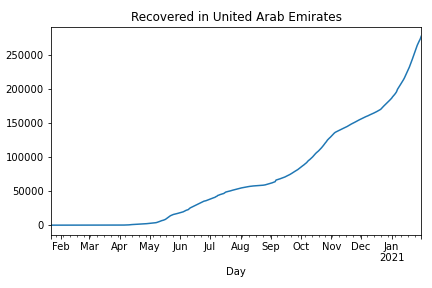 Recovered in United Arab Emirates
250000
200000
150000
100000
50000
0
Feb Mar Apr May Jun Jul Aug Sep Oct Nov Dec Jan
2021
Day